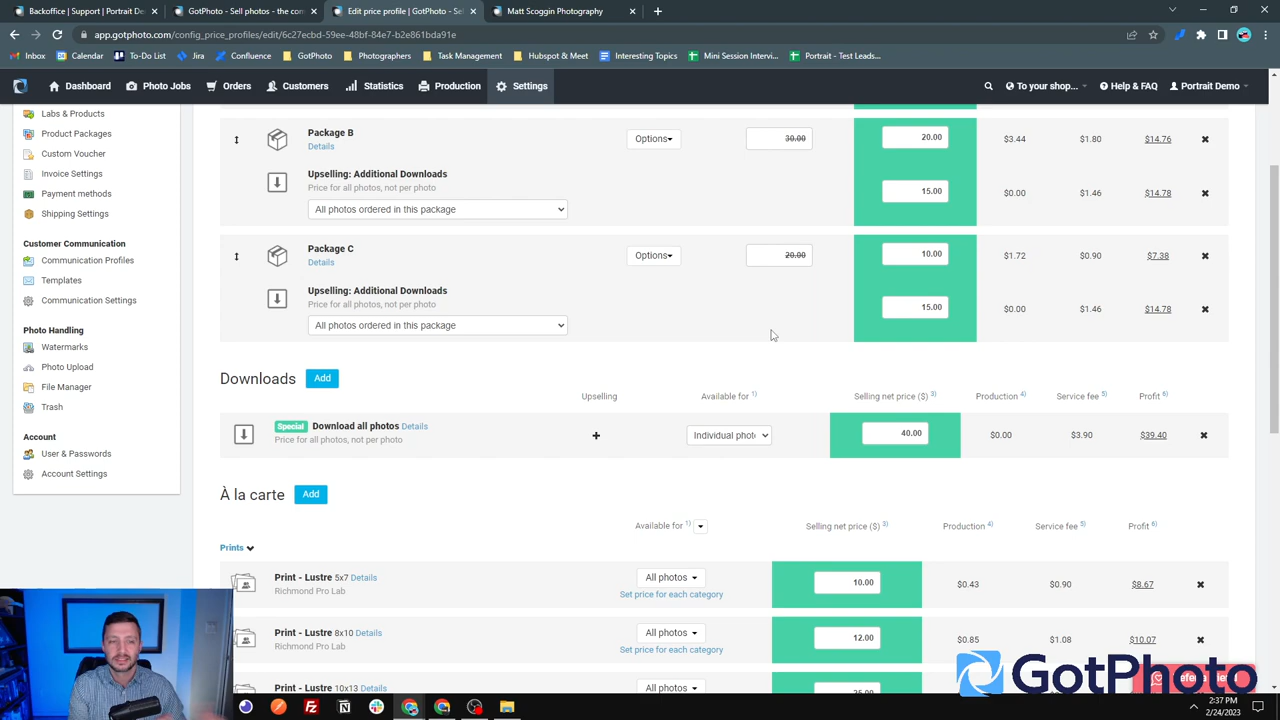 Backoffice | Portrait De
GotPhoto - Sell photos - the con
Edit price profile | GotPhoto - Sel
Matt Scoggin Photography
app.gotphoto.com/config_price_profiles/edit/6c27ecbd-59ee-48bf-84e7-b2e861bda91e
Inbox
Customer
To-Do List
Jira
Confluence
GotPhoto
Photographers
Task Management
Hubspot & Meet
Interesting Topics
Mini Session Intervi...
Portrait - Test Leads...
Dashboard
Photo Jobs
Orders
Customers
Statistics
Production
Settings
To your shop...
Help & FAQ
Portrait Demo
Labs & Products
Product Packages
Custom Voucher
Invoice Settings
Payment methods
Shipping Settings
Customer Communication
Communication Profiles
Templates
Communication Settings
Photo Handling
Watermarks
Photo Upload
File Manager
Trash
Account
User & Passwords
Account Settings
Package B Options 30.00 20.00 $3.44 $1.80 $14.76
Details
Upselling: Additional Downloads
Price for all photos, not per photo 15.00 $0.00 $1.46 $14.78
All photos ordered in this package
Package C Options 20.00 10.00 $1.72 $0.90 $7.38
Details
Upselling: Additional Downloads
Price for all photos, not per photo 15.00 $0.00 $1.46 $14.78
All photos ordered in this package
Downloads Add
Upselling Available for 1) Selling net price ($) 3) Production 4) Service fee 5) Profit 6)
Special Download all photos Details
Price for all photos, not per photo + Individual phot 40.00 $0.00 $3.90 $39.40
À la carte Add
Available for 1) Selling net price ($) 3) Production 4) Service fee 5) Profit 6)
Prints
Print - Lustre 5x7 Details All photos 10.00 $0.43 $0.90 $8.67
Richmond Pro Lab Set price for each category
Print - Lustre 8x10 Details All photos 12.00 $0.85 $1.08 $10.07
Richmond Pro Lab Set price for each category
Print - Lustre 10x13 Details All photos
GotPhoto
2:37 PM
2/24/2023